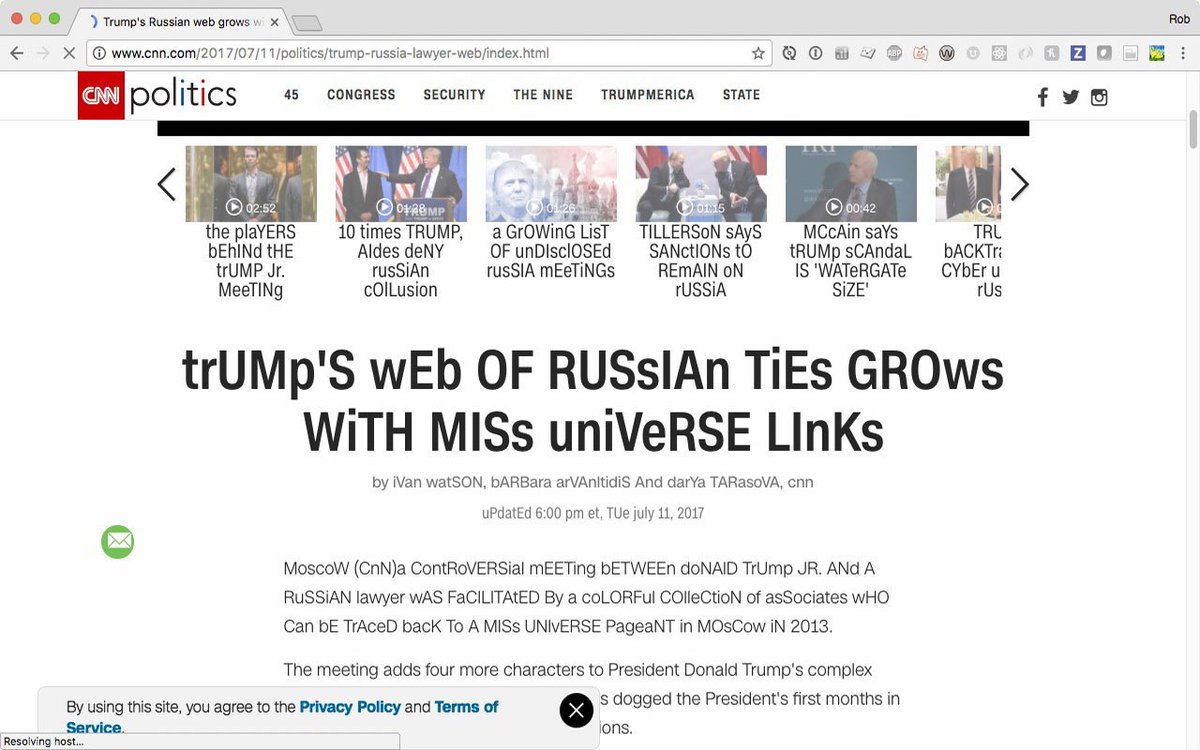 Trump's Russian web grows wi
Rob
www.cnn.com/2017/07/11/politics/trump-russia-lawyer-web/index.html
CNN politics
45 CONGRESS SECURITY THE NINE TRUMPMERICA STATE
02:52
01:28
01:26
01:15
00:42
the plaYERS
bEhIND tHE
trUMP Jr.
MeeTINg
10 times TRUMP,
AIdes deNY
rusSiAn
cOlLusion
a GrOWinG LisT
OF unDIsclOSEd
rusSIA mEeTiNGs
TILLERSoN sAyS
SANctIONs tO
REmAIN oN
rUSSiA
MCcAin saYs
tRUMp sCAndaL
IS 'WATerGATe
SiZE'
TRU
bACKTra
CYbEr u
rUs
trUMp'S wEb OF RUSsIAn TiEs GROws
WiTH MISs uniVeRSE LInKs
by iVan watSON, bARBara arVAnItidiS And darYa TARasoVA, cnn
uPdatEd 6:00 pm et, TUe july 11, 2017
MoscoW (CnN)a ContRoVERSial mEETing bETWEEn doNAlD TrUmp JR. ANd A
RuSSiAN lawyer wAS FaCILITAtED By a coLORFul COlleCtioN of asSociates wHO
Can bE TrAceD bacK To A MISs UNIvERSE PageaNT in MOsCow iN 2013.
The meeting adds four more characters to President Donald Trump's complex
s dogged the President's first months in
ions.
By using this site, you agree to the Privacy Policy and Terms of
Service.
Resolving host...